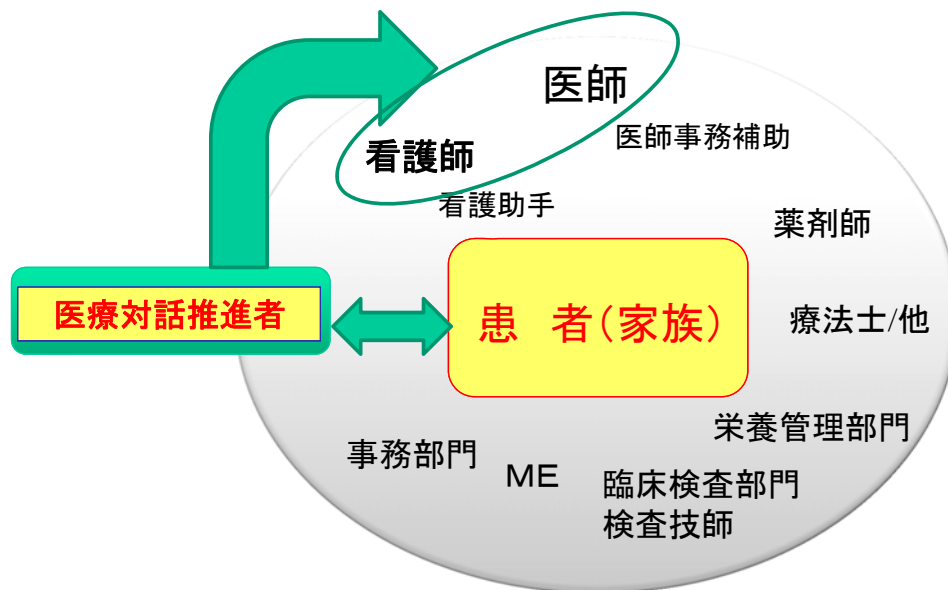 医師
医師事務補助
看護師
看護助手
薬剤師
医療対話推進者
患　者(家族)
療法士/他
栄養管理部門
事務部門
ＭＥ
臨床検査部門
検査技師